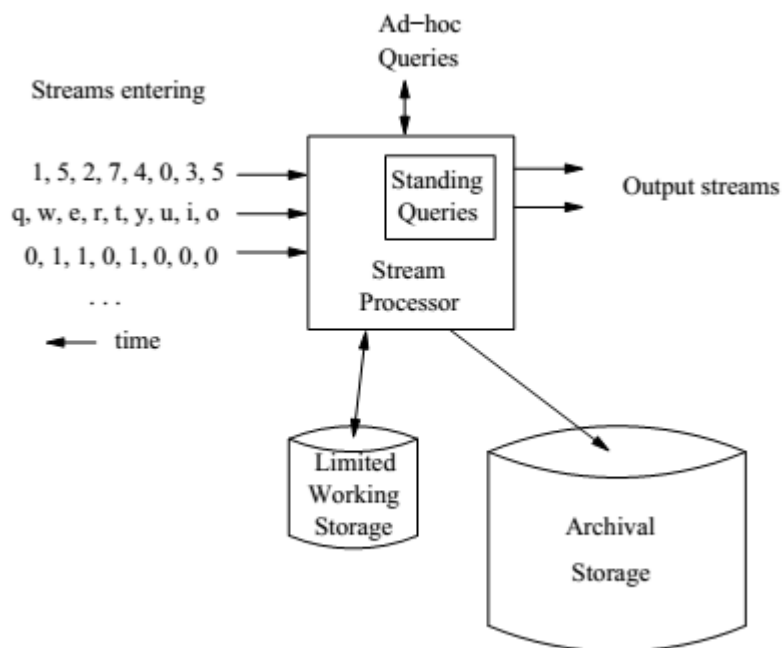 Ad-hoc
Queries
Streams entering
1, 5, 2, 7, 4, 0, 3, 5
q, w, e, r, t, y, u, i, o
0, 1, 1, 0, 1, 0, 0, 0
. . .
time
Standing
Queries
Stream
Processor
Output streams
Limited
Working
Storage
Archival
Storage